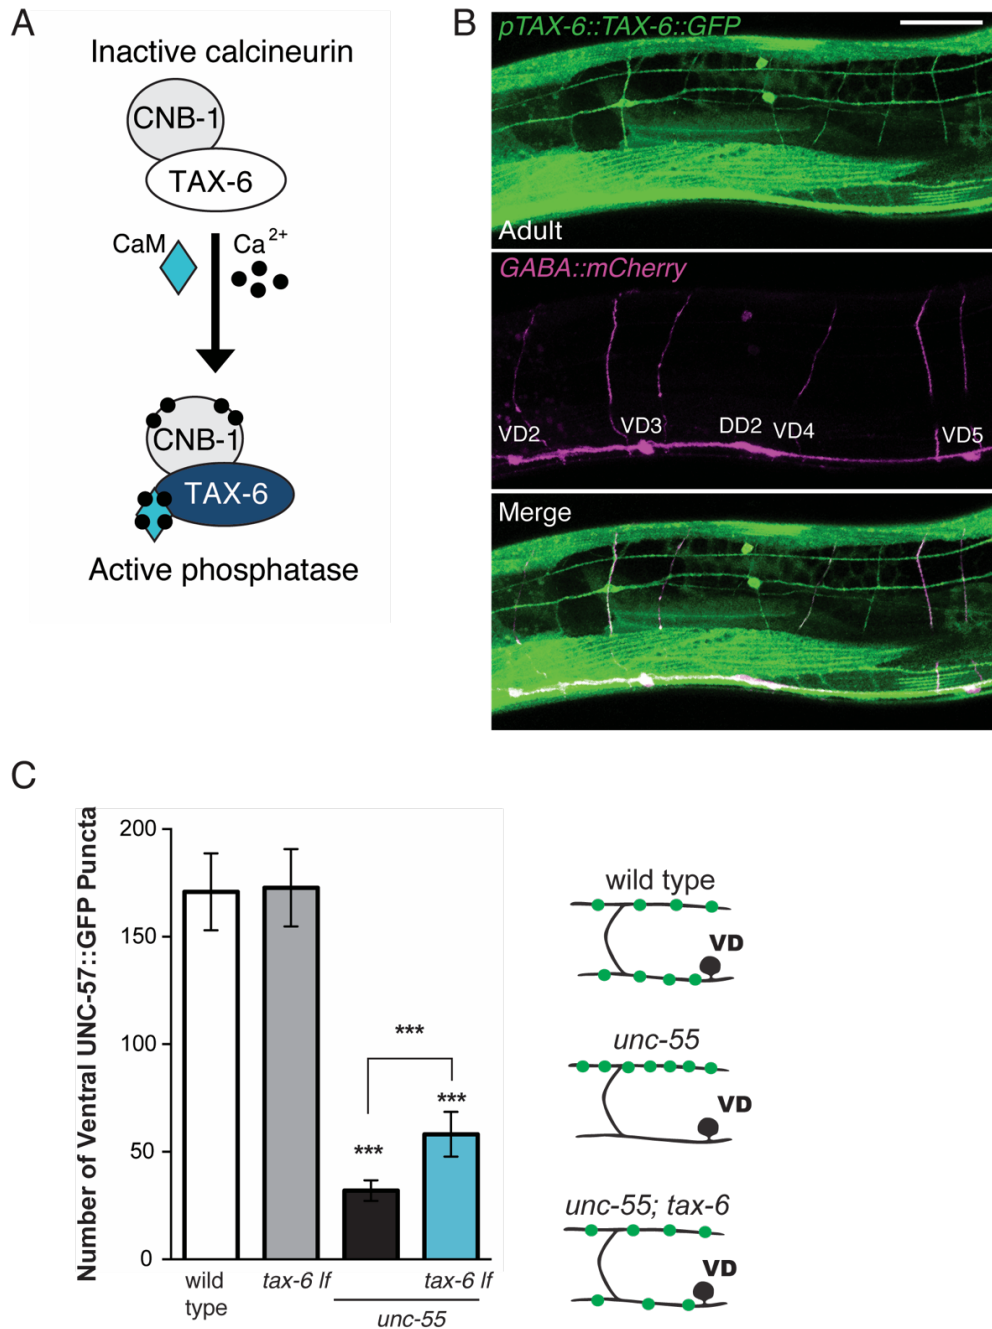 A
Inactive calcineurin
CNB-1
TAX-6
CaM
Ca2+
CNB-1
TAX-6
Active phosphatase
B
pTAX-6::TAX-6::GFP
Adult
GABA::mCherry
VD2
VD3
DD2
VD4
VD5
Merge
C
Number of Ventral UNC-57::GFP Puncta
200
150
100
50
0
***
***
***
wild type
tax-6 lf
tax-6 lf
unc-55
wild type
VD
unc-55
VD
unc-55; tax-6
VD